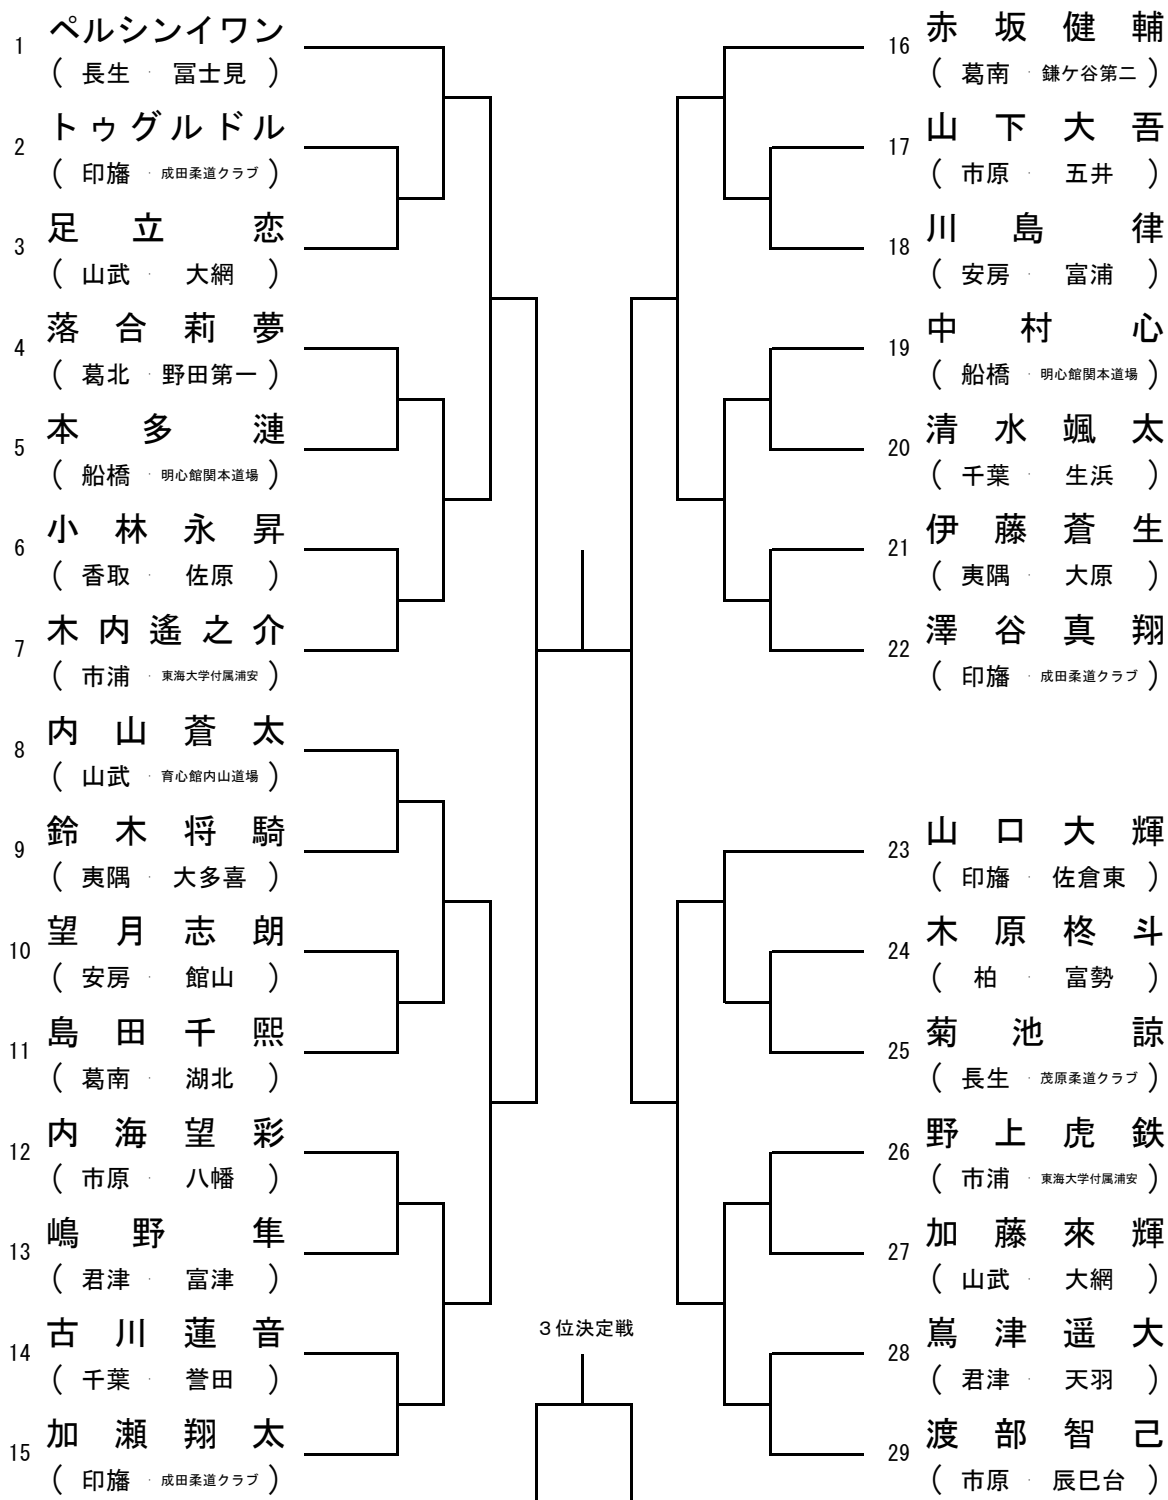 1 ペルシンイワン
( 長生 · 冨士見 )
2 トゥグルドル
( 印旛 · 成田柔道クラブ )
3 足立恋
( 山武 · 大網 )
4 落合莉夢
( 葛北 · 野田第一 )
5 本多漣
( 船橋 · 明心館関本道場 )
6 小林永昇
( 香取 · 佐原 )
7 木内遙之介
( 市浦 · 東海大学付属浦安 )
8 内山蒼太
( 山武 · 育心館内山道場 )
9 鈴木将騎
( 夷隅 · 大多喜 )
10 望月志朗
( 安房 · 館山 )
11 島田千熙
( 葛南 · 湖北 )
12 内海望彩
( 市原 · 八幡 )
13 嶋野隼
( 君津 · 富津 )
14 古川蓮音
( 千葉 · 誉田 )
15 加瀬翔太
( 印旛 · 成田柔道クラブ )
3位決定戦
16 赤坂健輔
( 葛南 · 鎌ケ谷第二 )
17 山下大吾
( 市原 · 五井 )
18 川島律
( 安房 · 富浦 )
19 中村心
( 船橋 · 明心館関本道場 )
20 清水颯太
( 千葉 · 生浜 )
21 伊藤蒼生
( 夷隅 · 大原 )
22 澤谷真翔
( 印旛 · 成田柔道クラブ )
23 山口大輝
( 印旛 · 佐倉東 )
24 木原柊斗
( 柏 · 富勢 )
25 菊池諒
( 長生 · 茂原柔道クラブ )
26 野上虎鉄
( 市浦 · 東海大学付属浦安 )
27 加藤來輝
( 山武 · 大網 )
28 嶌津遥大
( 君津 · 天羽 )
29 渡部智己
( 市原 · 辰巳台 )